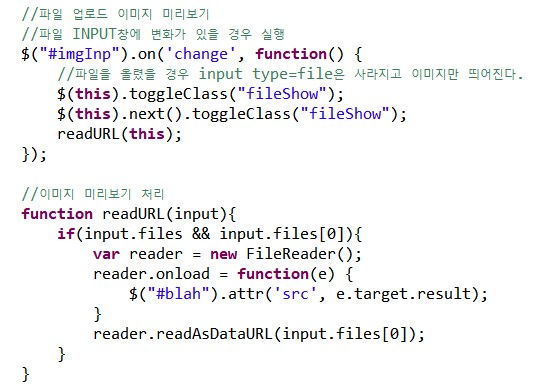 //파일 업로드 이미지 미리보기
//파일 INPUT창에 변화가 있을 경우 실행
$("#imgInp").on('change', function() {
    //파일을 올렸을 경우 input type=file은 사라지고 이미지만 띄어진다.
    $(this).toggleClass("fileShow");
    $(this).next().toggleClass("fileShow");
    readURL(this);
});

//이미지 미리보기 처리
function readURL(input){
    if(input.files && input.files[0]){
        var reader = new FileReader();
        reader.onload = function(e) {
            $("#blah").attr('src', e.target.result);
        }
        reader.readAsDataURL(input.files[0]);
    }
}